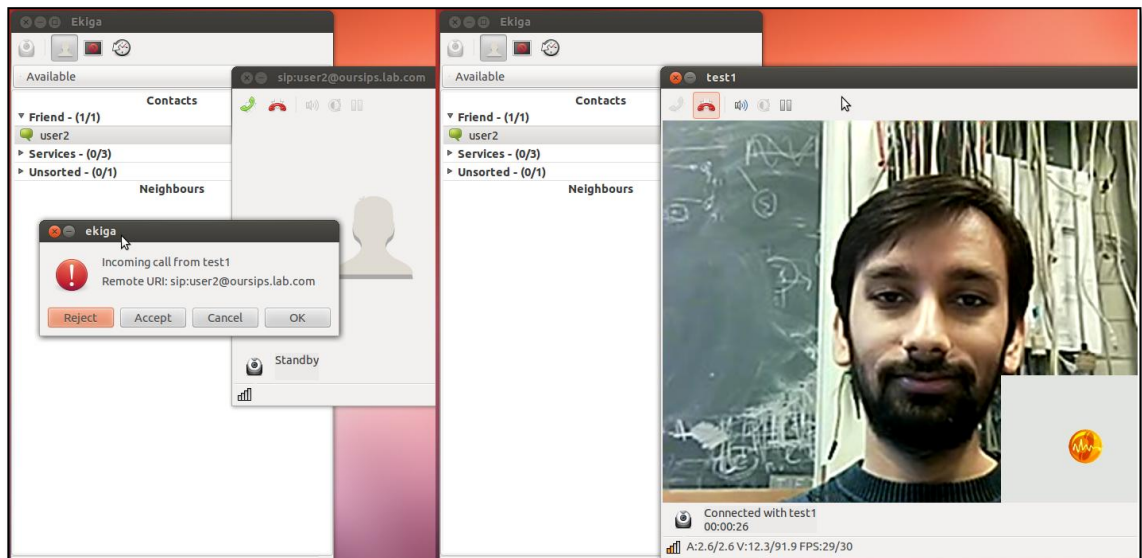 Ekiga
Available
Contacts
Friend - (1/1)
user2
Services - (0/3)
Unsorted - (0/1)
Neighbours
sip:user2@oursips.lab.com
Standby
ekiga
Incoming call from test1
Remote URI: sip:user2@oursips.lab.com
Reject Accept Cancel OK
Ekiga
Available
Contacts
Friend - (1/1)
user2
Services - (0/3)
Unsorted - (0/1)
Neighbours
test1
Connected with test1
00:00:26
A:2.6/2.6 V:12.3/91.9 FPS:29/30